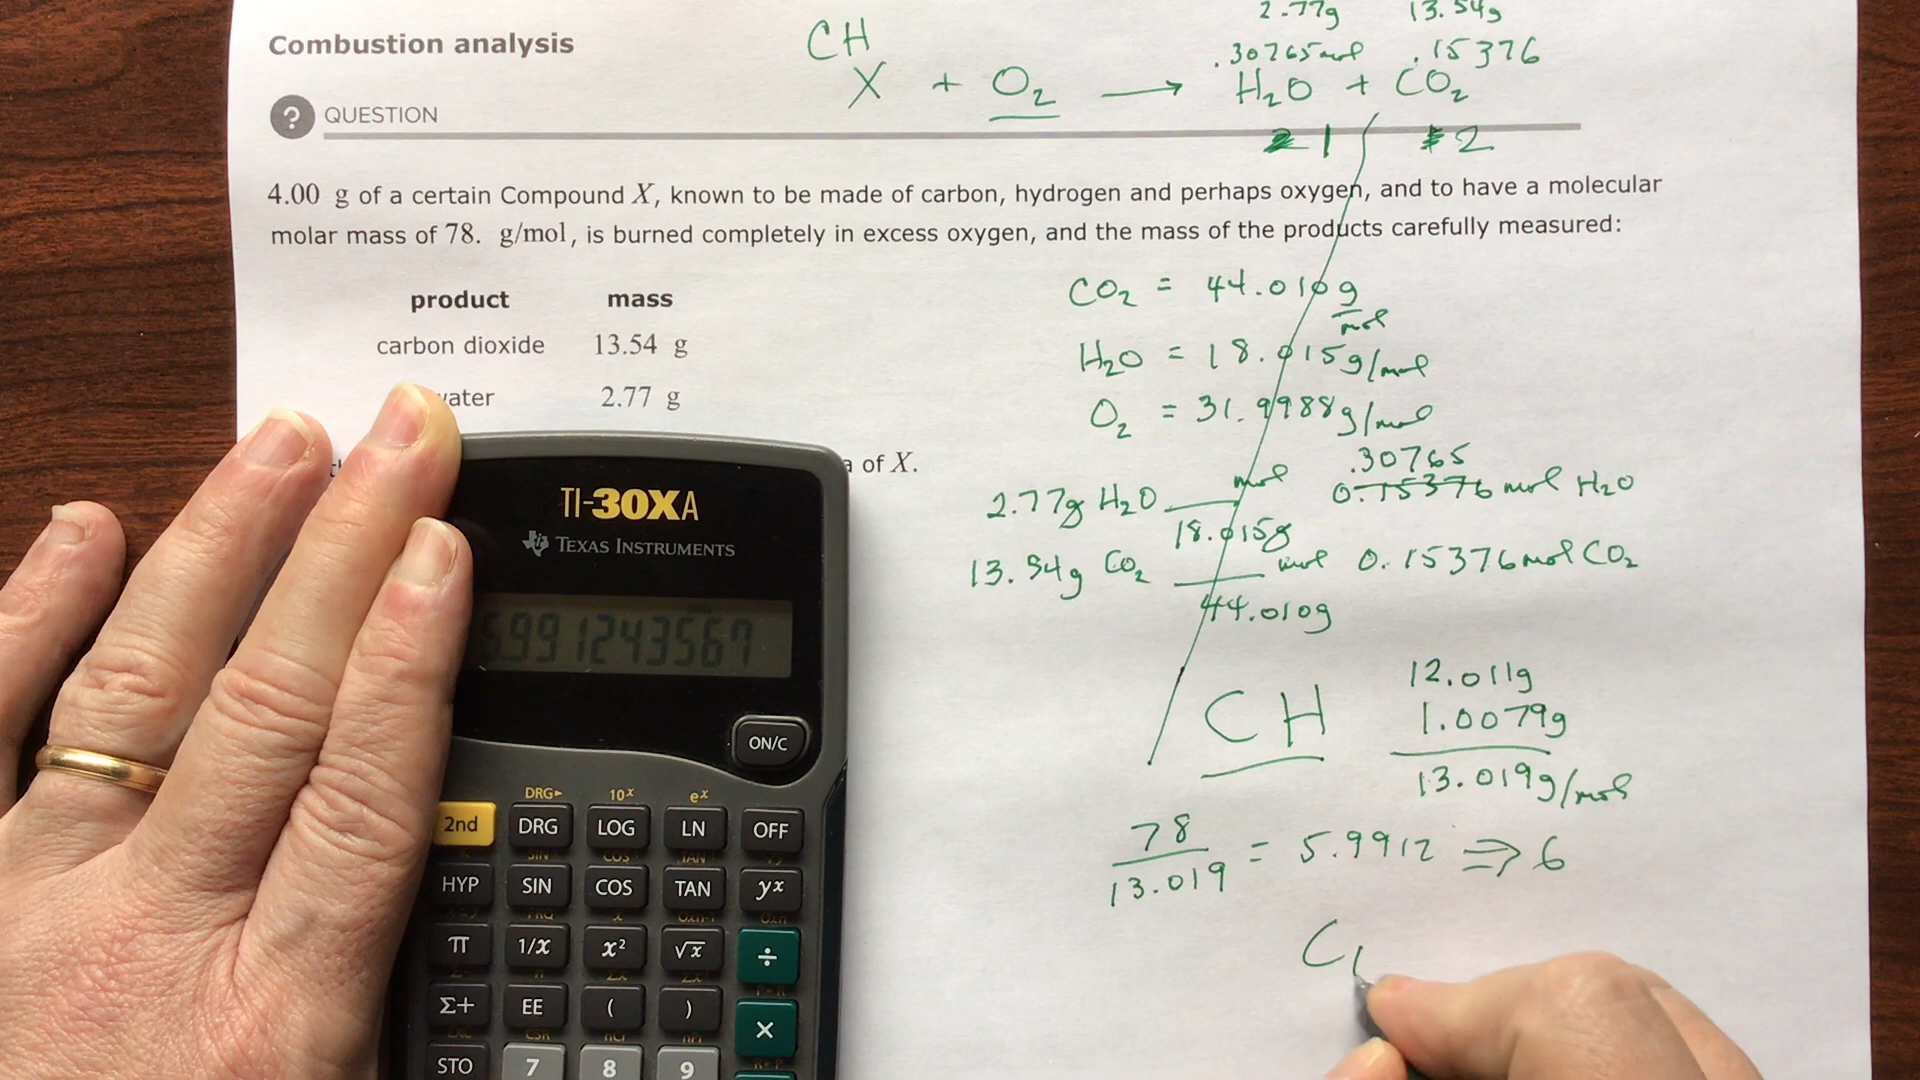 2.77g 13.54g
Combustion analysis
CH
.30765mol .15376
X + O2 → H2O + CO2
? QUESTION
1 2
4.00 g of a certain Compound X, known to be made of carbon, hydrogen and perhaps oxygen, and to have a molecular
molar mass of 78. g/mol, is burned completely in excess oxygen, and the mass of the products carefully measured:
product mass
carbon dioxide 13.54 g
water 2.77 g
of X.
CO2 = 44.010g/mol
H2O = 18.015g/mol
O2 = 31.9988g/mol
.30765
2.77g H2O mol 0.15376 mol H2O
18.015g
13.54g CO2 mol 0.15376 mol CO2
44.010g
CH
12.011g
1.0079g
13.019g/mol
78
13.019 = 5.9912 ⇒ 6
C
TI-30XA
TEXAS INSTRUMENTS
5.991243567
ON/C
DRG► 10ˣ eˣ
2nd DRG LOG LN OFF
HYP SIN COS TAN yˣ
π 1/x x² √x ÷
Σ+ EE ( ) ×
STO 7 8 9